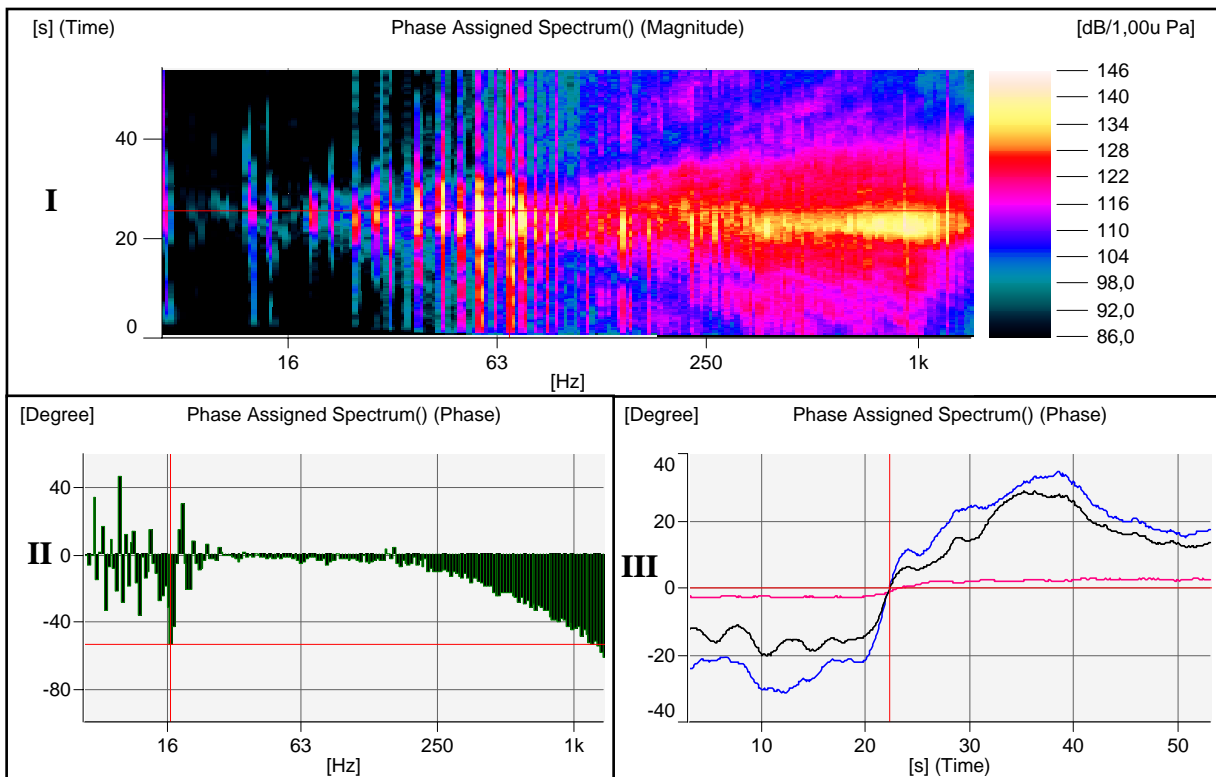 [s] (Time) Phase Assigned Spectrum() (Magnitude) [dB/1,00u Pa]
146
140
40 134
128
122
I 116
110
20 104
98,0
92,0
0 86,0
16 63 250 1k
[Hz]
[Degree] Phase Assigned Spectrum() (Phase)
40
II 0
-40
-80
16 63 250 1k
[Hz]
[Degree] Phase Assigned Spectrum() (Phase)
40
20
III 0
-20
-40
10 20 30 40 50
[s] (Time)